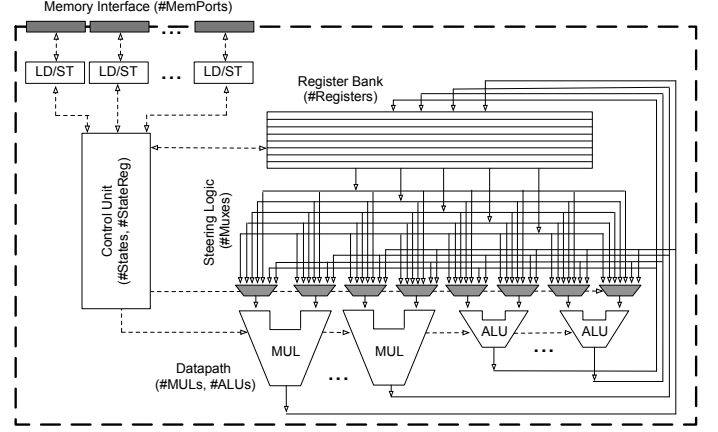 Memory Interface (#MemPorts)
...
LD/ST LD/ST ... LD/ST
Register Bank
(#Registers)
Control Unit
(#States, #StateReg)
Steering Logic
(#Muxes)
MUL MUL ALU ALU
... ...
Datapath
(#MULs, #ALUs)